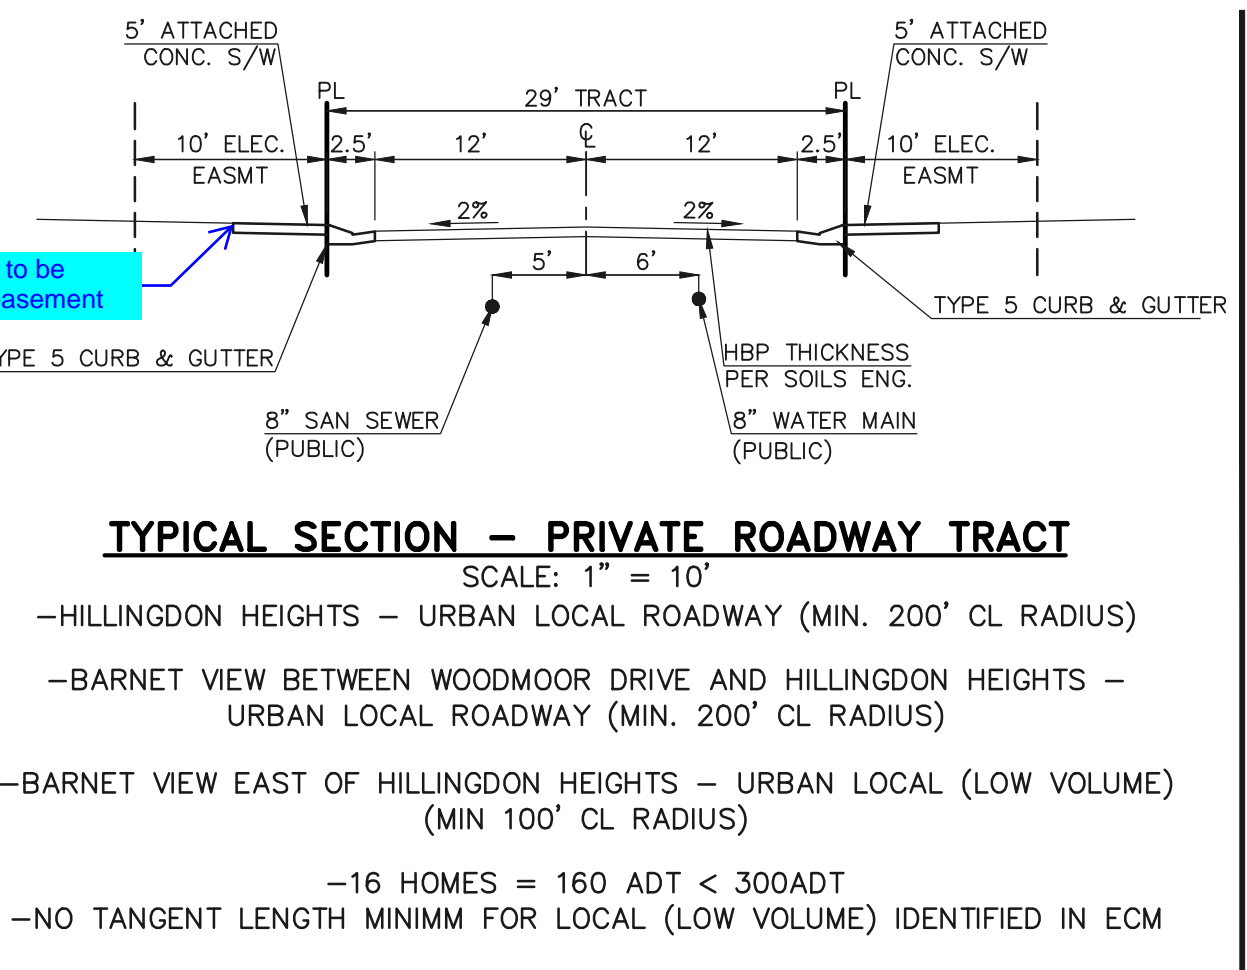 5' ATTACHED
CONC. S/W
5' ATTACHED
CONC. S/W
PL
PL
29' TRACT
10' ELEC.
EASMT
2.5'
12'
℄
12'
2.5'
10' ELEC.
EASMT
2%
2%
5'
6'
to be
asement
TYPE 5 CURB & GUTTER
YPE 5 CURB & GUTTER
HBP THICKNESS
PER SOILS ENG.
8" SAN SEWER
(PUBLIC)
8" WATER MAIN
(PUBLIC)
TYPICAL SECTION – PRIVATE ROADWAY TRACT
SCALE: 1" = 10'
–HILLINGDON HEIGHTS – URBAN LOCAL ROADWAY (MIN. 200' CL RADIUS)
–BARNET VIEW BETWEEN WOODMOOR DRIVE AND HILLINGDON HEIGHTS –
URBAN LOCAL ROADWAY (MIN. 200' CL RADIUS)
–BARNET VIEW EAST OF HILLINGDON HEIGHTS – URBAN LOCAL (LOW VOLUME)
(MIN 100' CL RADIUS)
–16 HOMES = 160 ADT < 300ADT
–NO TANGENT LENGTH MINIMM FOR LOCAL (LOW VOLUME) IDENTIFIED IN ECM